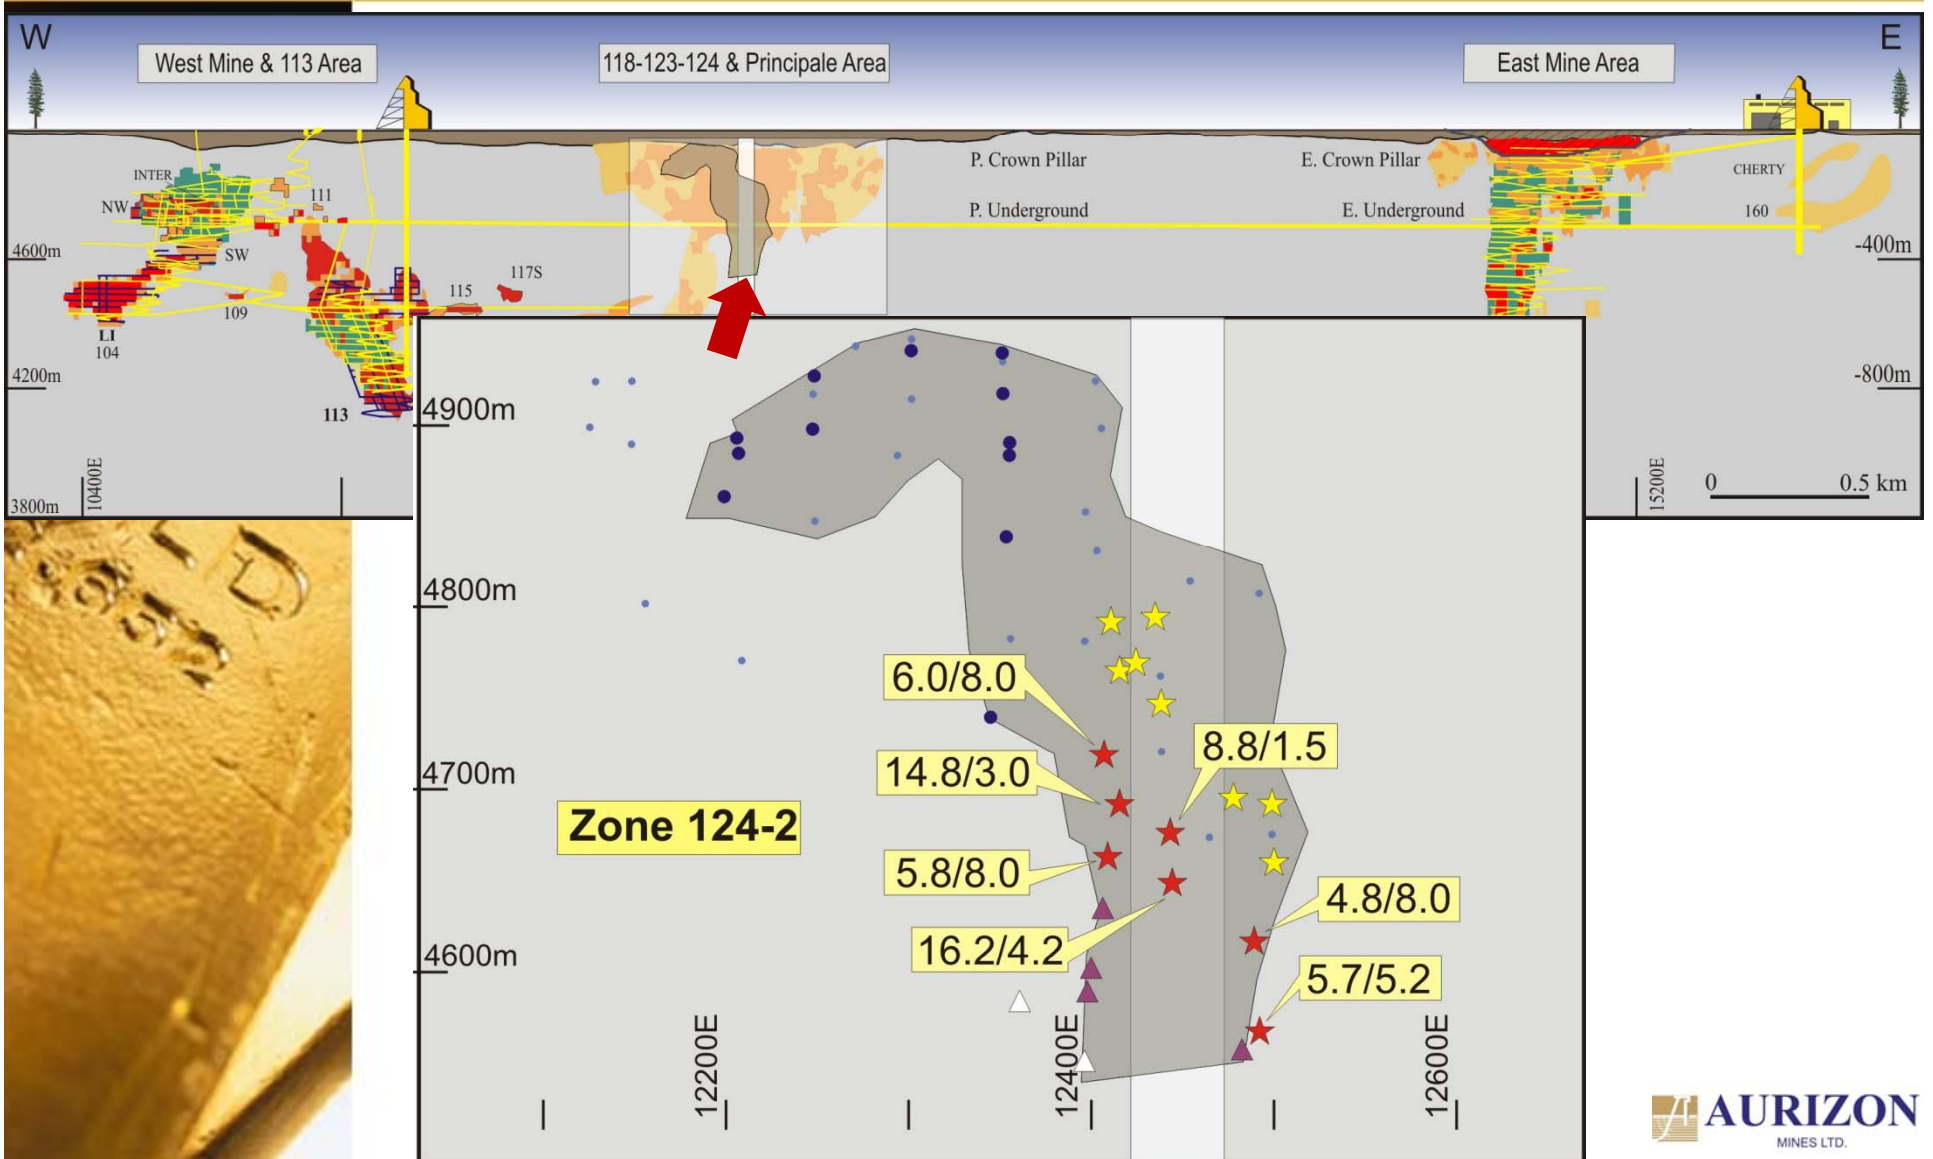 W
E
West Mine & 113 Area
118-123-124 & Principale Area
East Mine Area
INTER
NW
111
SW
P. Crown Pillar
P. Underground
E. Crown Pillar
E. Underground
CHERTY
160
4600m
-400m
109
115
117S
LI
104
4200m
-800m
113
3800m
10400E
15200E
0
0.5 km
4900m
4800m
4700m
4600m
6.0/8.0
14.8/3.0
8.8/1.5
Zone 124-2
5.8/8.0
16.2/4.2
4.8/8.0
5.7/5.2
12200E
12400E
12600E
AURIZON
MINES LTD.